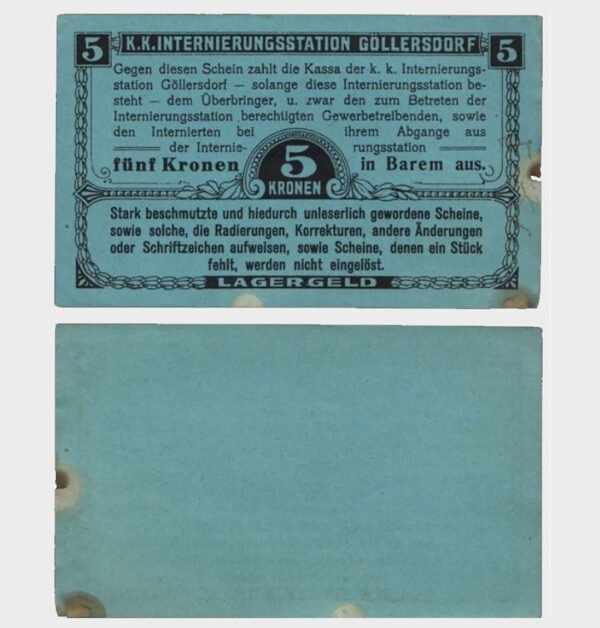 5 K.K.INTERNIERUNGSSTATION GÖLLERSDORF 5
Gegen diesen Schein zahlt die Kassa der k. k. Internierungs-
station Göllersdorf – solange diese Internierungsstation be-
steht – dem Überbringer, u. zwar den zum Betreten der
Internierungsstation berechtigten Gewerbetreibenden, sowie
den Internierten bei ihrem Abgange aus
der Internie- rungsstation
fünf Kronen 5 in Barem aus.
KRONEN
Stark beschmutzte und hiedurch unleserlich gewordene Scheine,
sowie solche, die Radierungen, Korrekturen, andere Änderungen
oder Schriftzeichen aufweisen, sowie Scheine, denen ein Stück
fehlt, werden nicht eingelöst.
LAGERGELD